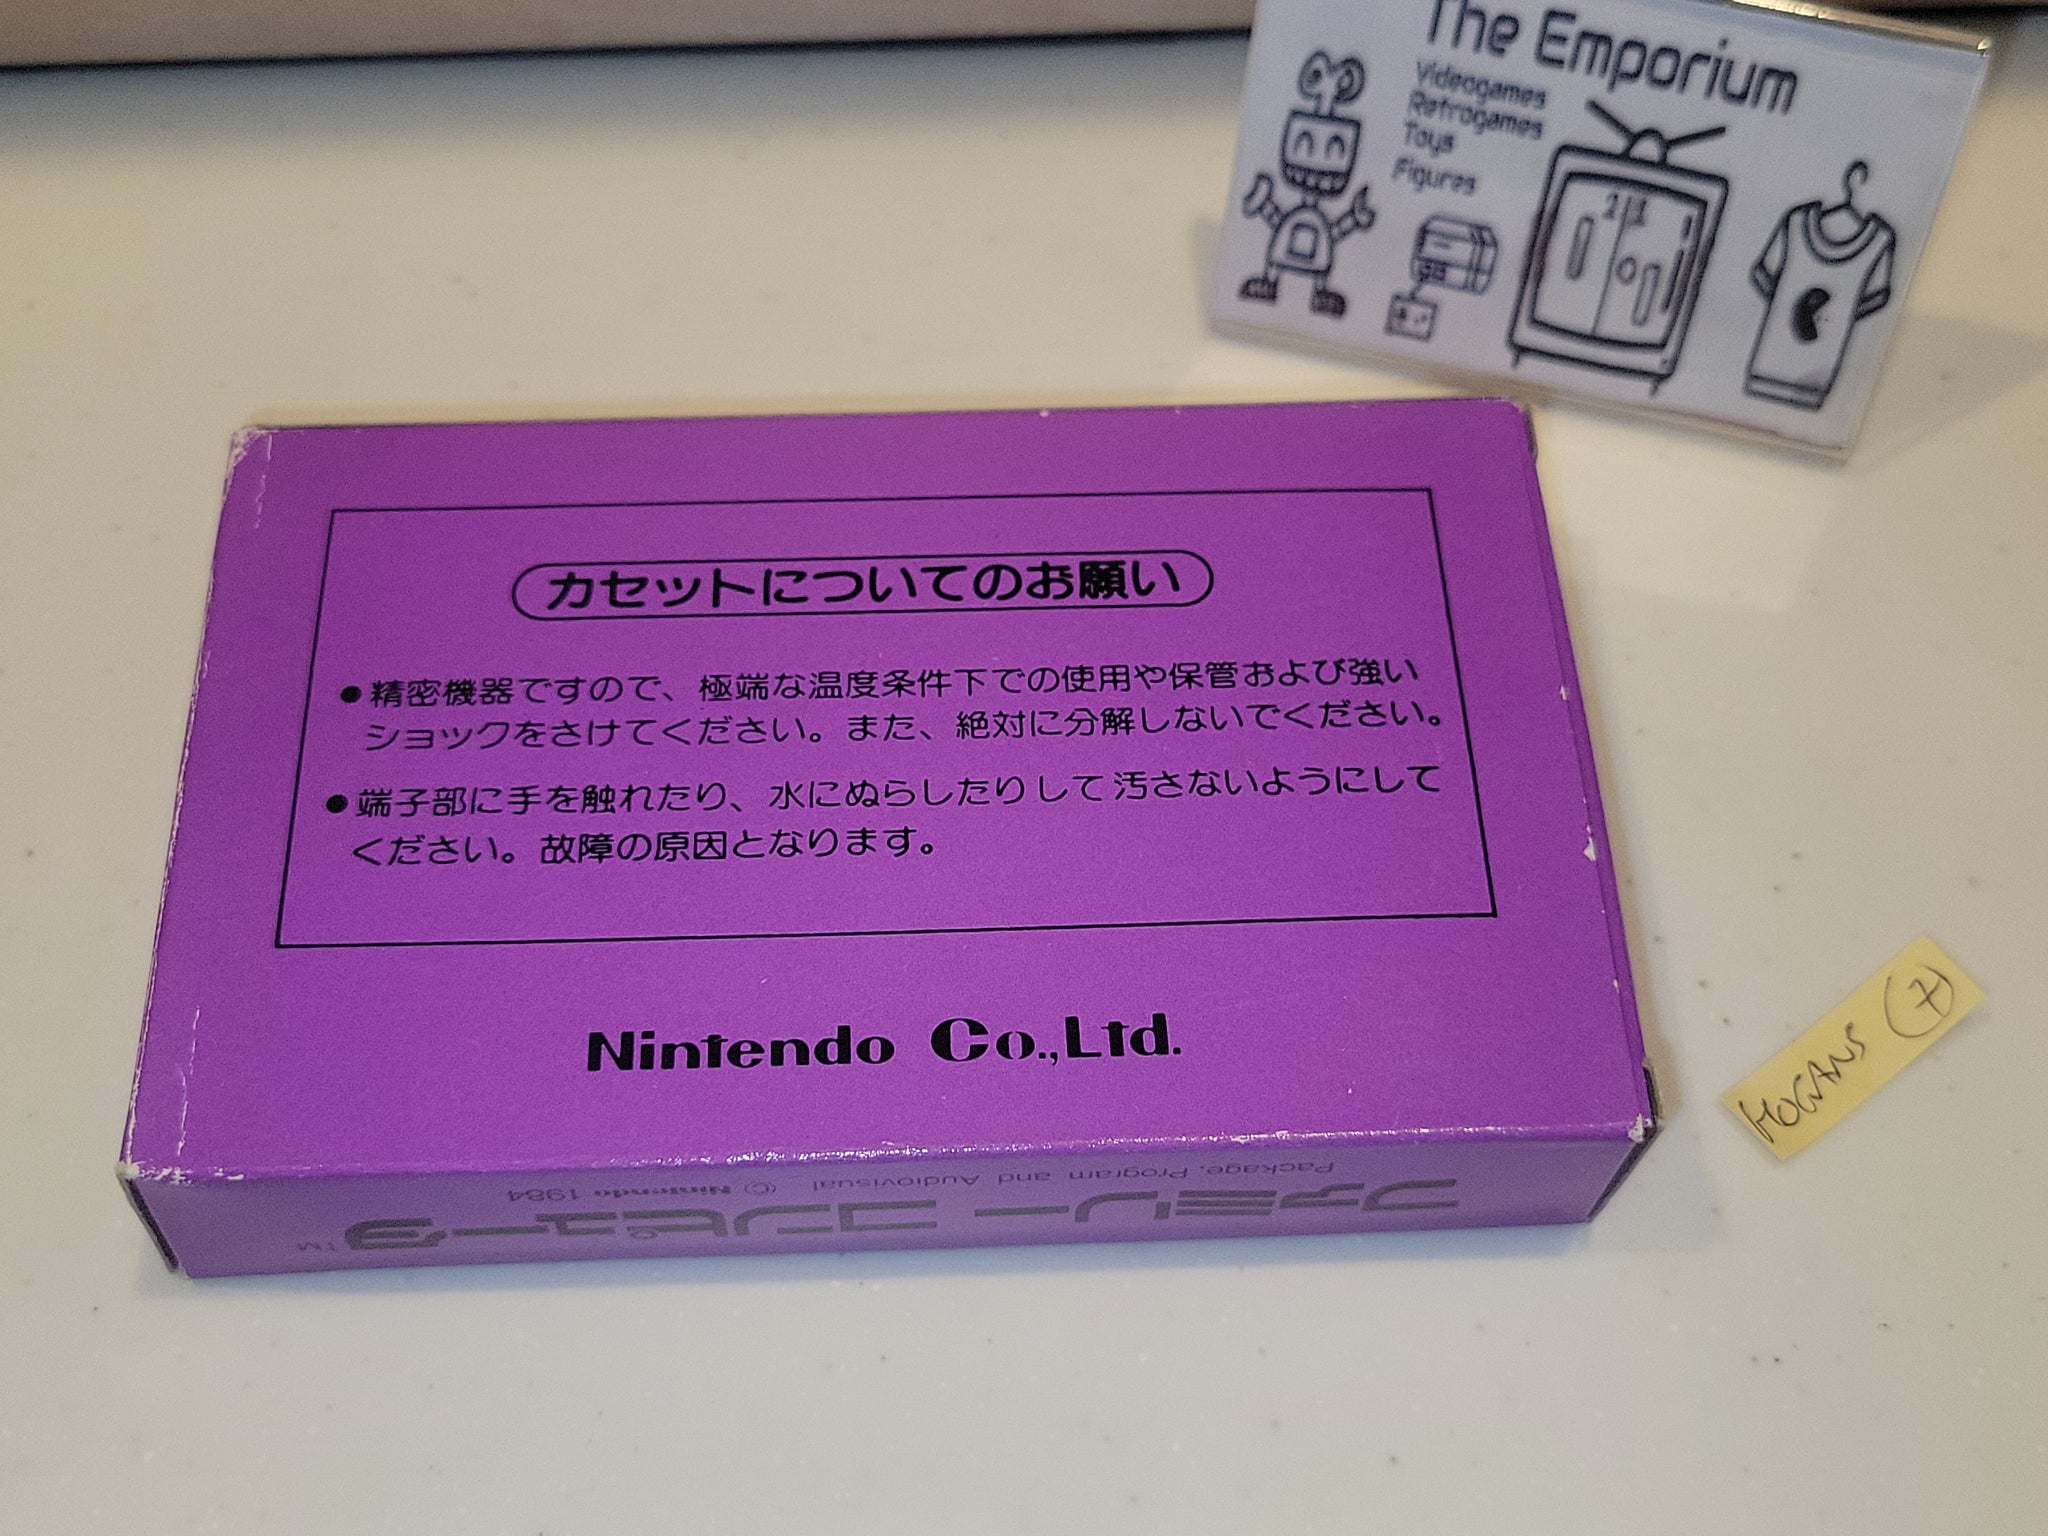 The Emporium
Videogames
Retrogames
Toys
Figures
カセットについてのお願い
●精密機器ですので、極端な温度条件下での使用や保管および強い
ショックをさけてください。また、絶対に分解しないでください。
●端子部に手を触れたり、水にぬらしたりして汚さないようにして
ください。故障の原因となります。
Nintendo Co.,Ltd.
ファミリー コンピュータ™
Package, Program and Audiovisual © Nintendo 1984
HOGANS 7